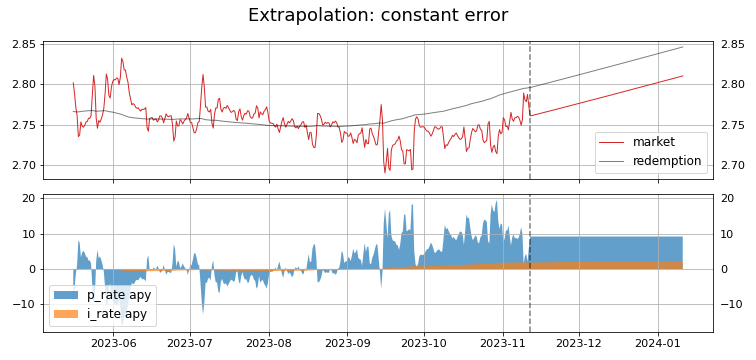 Extrapolation: constant error
2.85 2.85
2.80 2.80
2.75 2.75
2.70 2.70
market
redemption
20 20
10 10
0 0
−10 −10
p_rate apy
i_rate apy
2023-06 2023-07 2023-08 2023-09 2023-10 2023-11 2023-12 2024-01